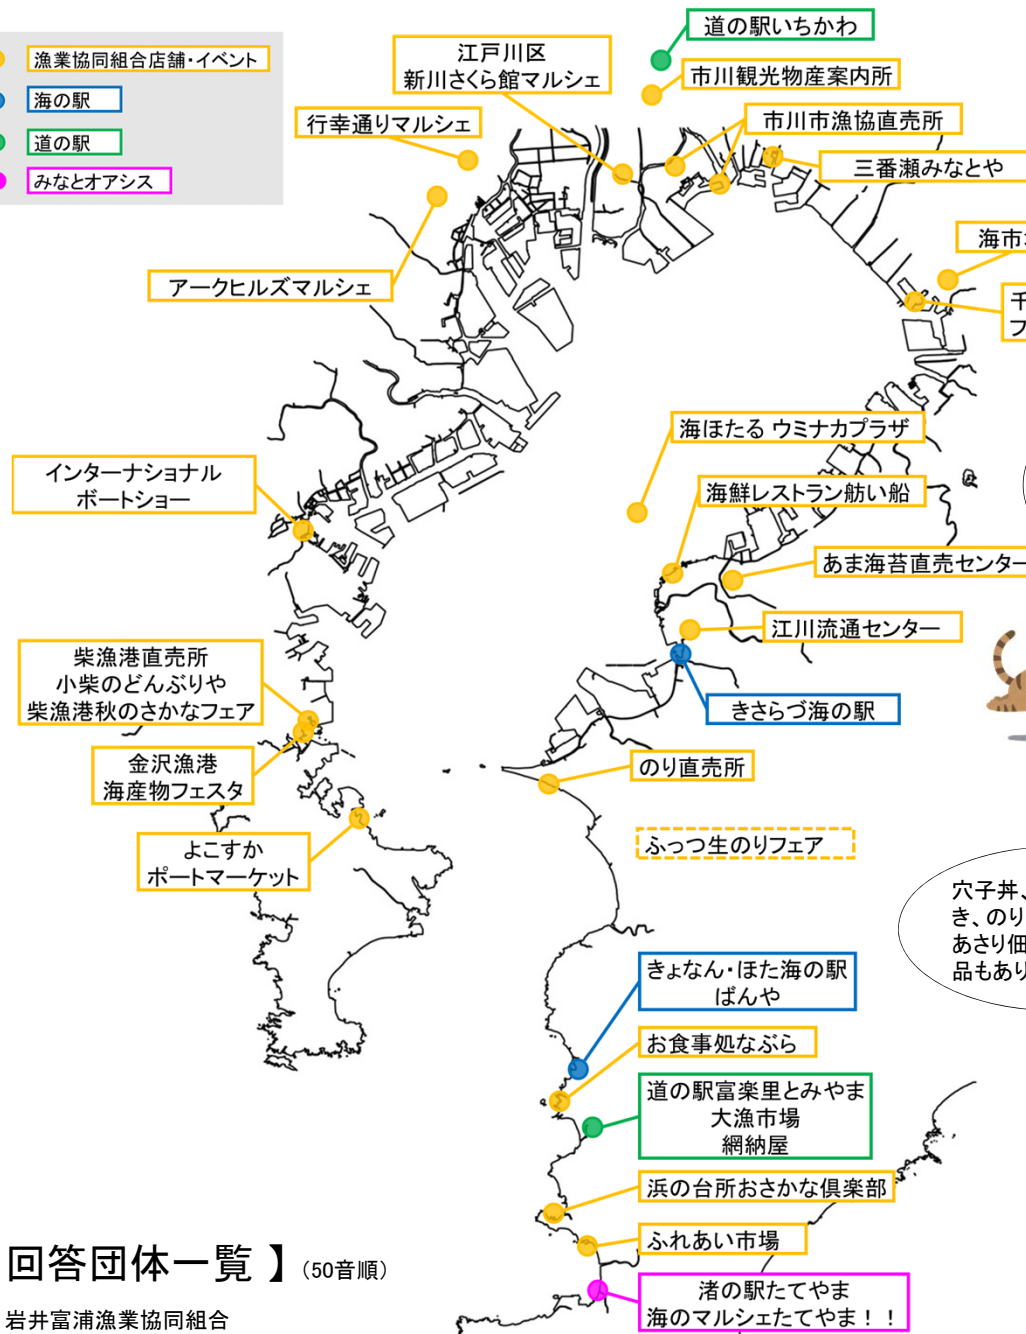 道の駅いちかわ
漁業協同組合店舗・イベント
江戸川区
新川さくら館マルシェ
市川観光物産案内所
海の駅
行幸通りマルシェ
市川市漁協直売所
道の駅
三番瀬みなとや
みなとオアシス
海市
アークヒルズマルシェ
千
フ
海ほたる ウミナカプラザ
インターナショナル
ボートショー
海鮮レストラン舫い船
あま海苔直売センター
江川流通センター
柴漁港直売所
小柴のどんぶりや
柴漁港秋のさかなフェア
きさらづ海の駅
金沢漁港
海産物フェスタ
のり直売所
よこすか
ポートマーケット
ふっつ生のりフェア
穴子丼、
き、のり
あさり佃
品もあり
きょなん・ほた海の駅
ばんや
お食事処なぶら
道の駅富楽里とみやま
大漁市場
網納屋
浜の台所おさかな倶楽部
ふれあい市場
渚の駅たてやま
海のマルシェたてやま！！
回答団体一覧 】（50音順）
岩井富浦漁業協同組合